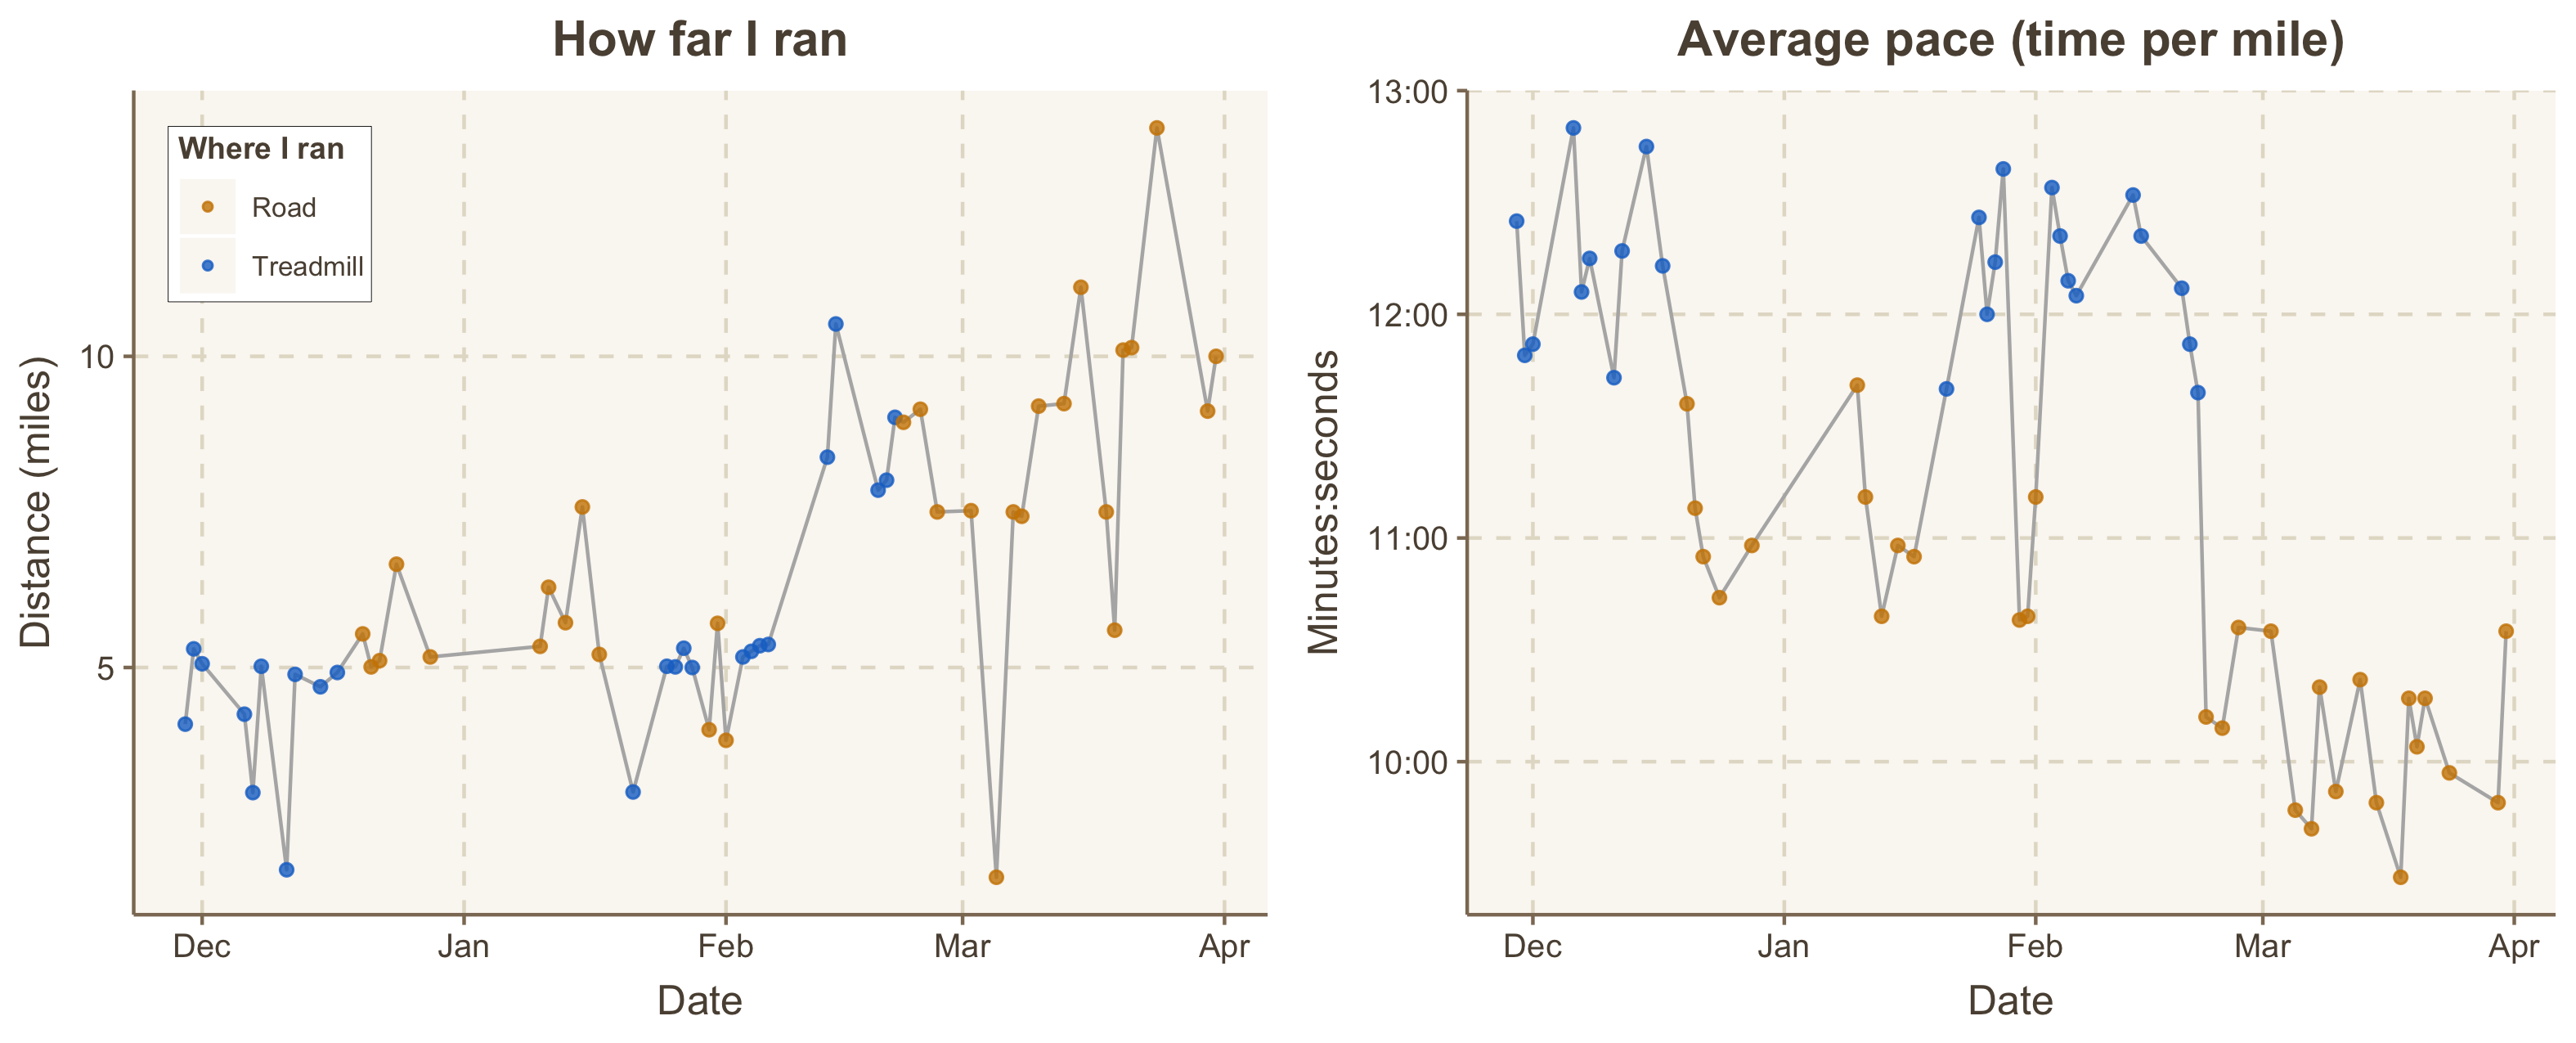 How far I ran
Where I ran
Road
Treadmill
10
5
Distance (miles)
Dec Jan Feb Mar Apr
Date
Average pace (time per mile)
13:00
12:00
11:00
10:00
Minutes:seconds
Dec Jan Feb Mar Apr
Date